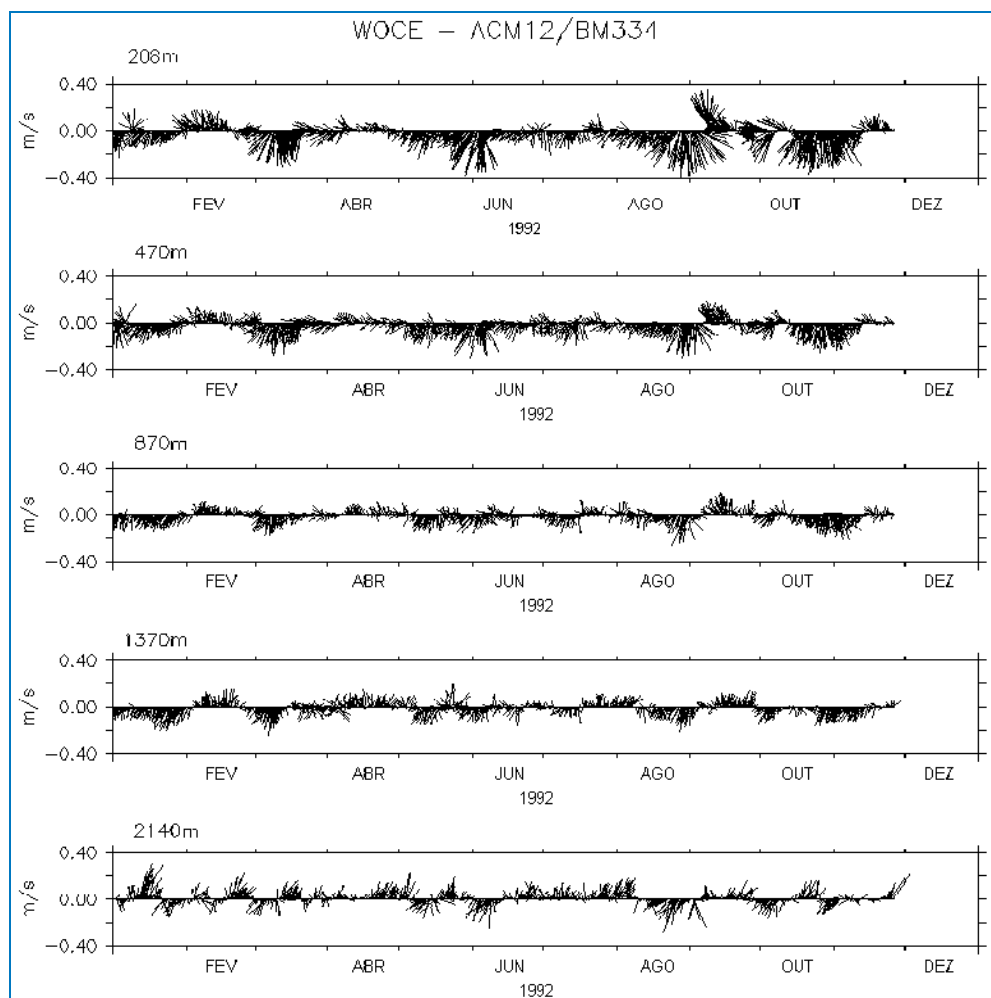 WOCE – ACM12/BM334
208m
0.40
0.00
−0.40
m/s
FEV ABR JUN AGO OUT DEZ
1992
470m
0.40
0.00
−0.40
m/s
FEV ABR JUN AGO OUT DEZ
1992
870m
0.40
0.00
−0.40
m/s
FEV ABR JUN AGO OUT DEZ
1992
1370m
0.40
0.00
−0.40
m/s
FEV ABR JUN AGO OUT DEZ
1992
2140m
0.40
0.00
−0.40
m/s
FEV ABR JUN AGO OUT DEZ
1992